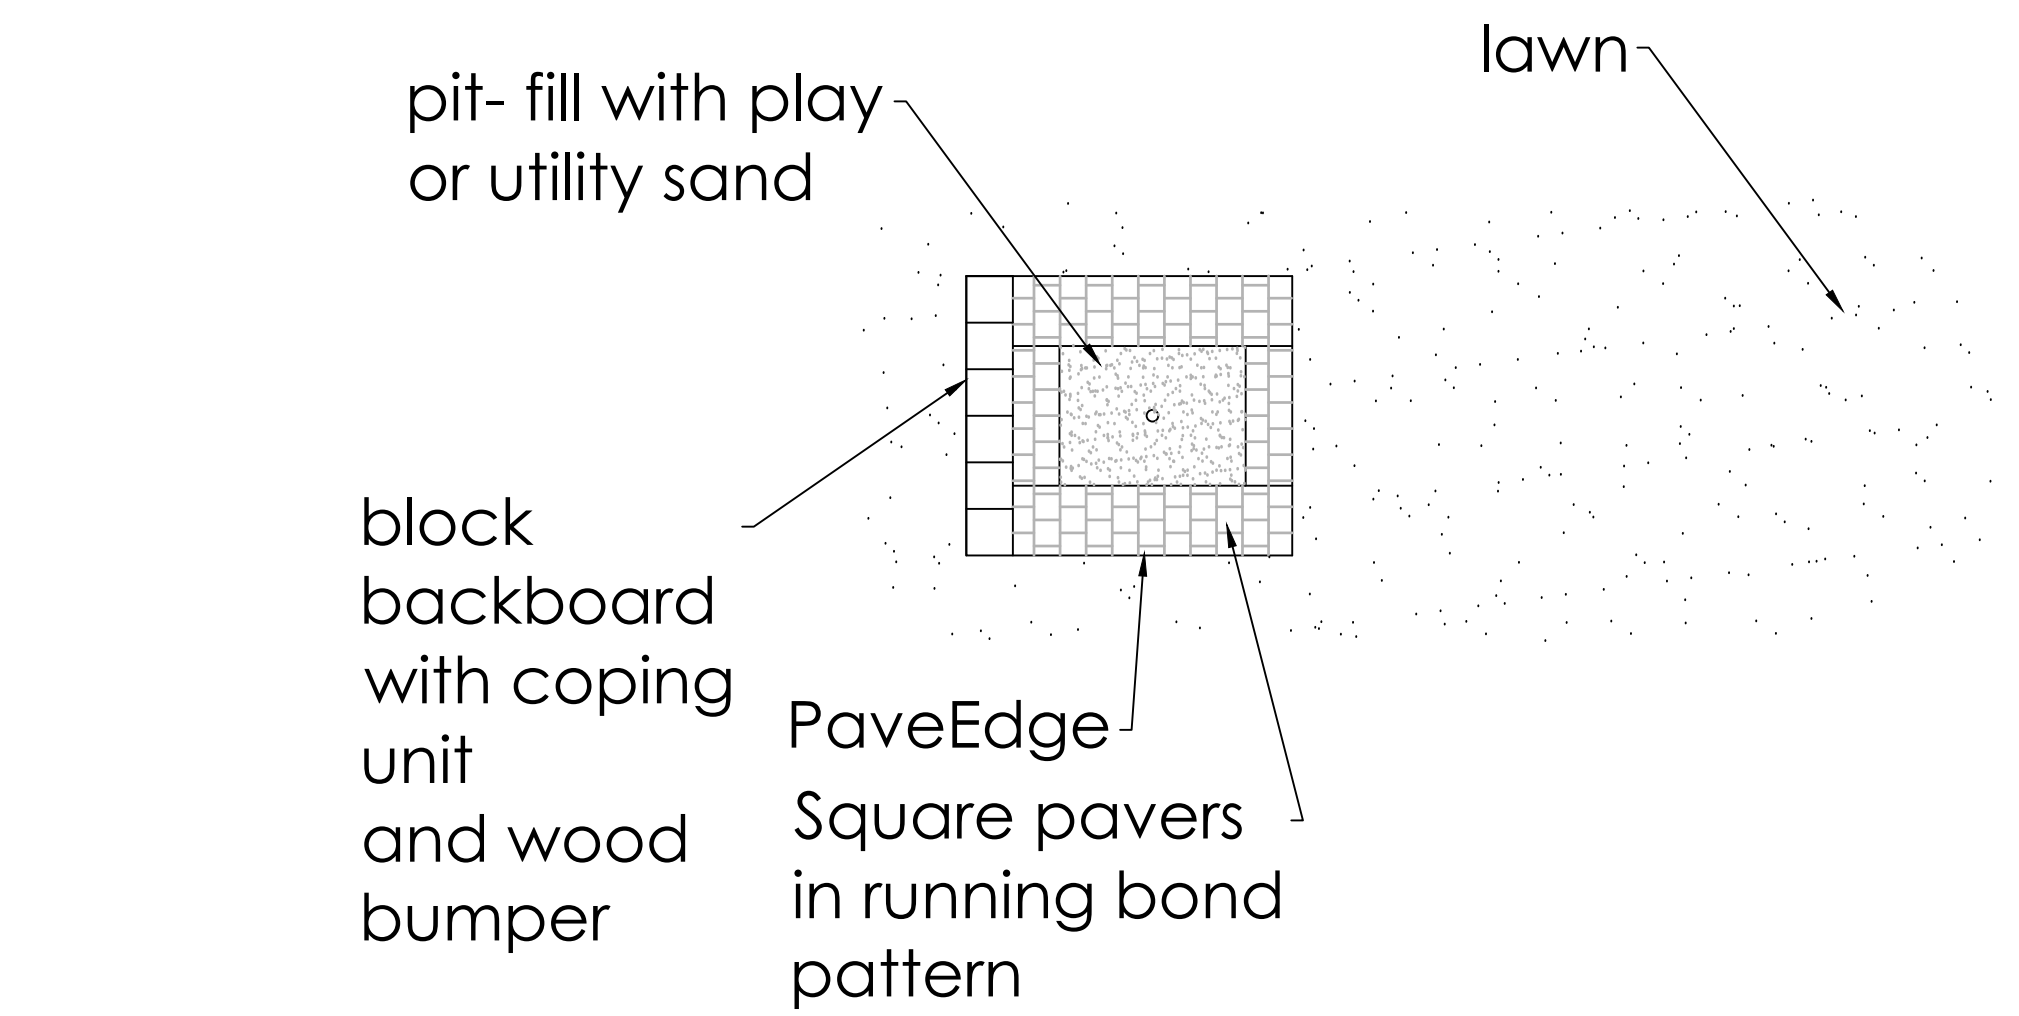 lawn
pit- fill with play
or utility sand
block
backboard
with coping
unit
and wood
bumper
PaveEdge
Square pavers
in running bond
pattern